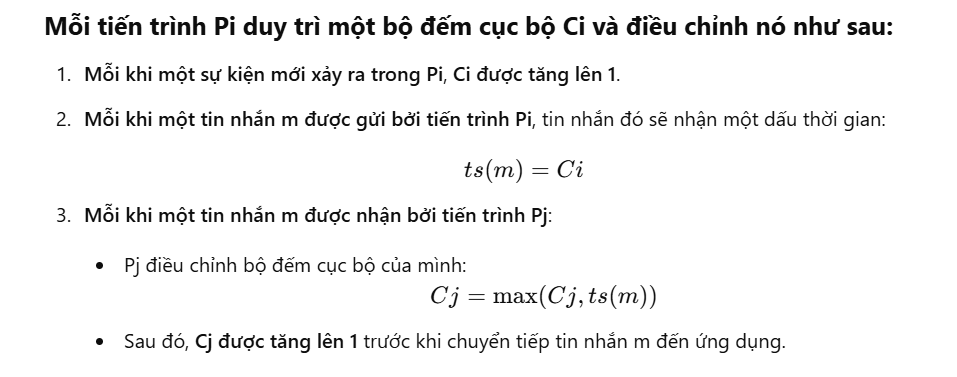 Mỗi tiến trình Pi duy trì một bộ đếm cục bộ Ci và điều chỉnh nó như sau:
1. Mỗi khi một sự kiện mới xảy ra trong Pi, Ci được tăng lên 1.
2. Mỗi khi một tin nhắn m được gửi bởi tiến trình Pi, tin nhắn đó sẽ nhận một dấu thời gian:
ts(m) = Ci
3. Mỗi khi một tin nhắn m được nhận bởi tiến trình Pj:
• Pj điều chỉnh bộ đếm cục bộ của mình:
Cj = max(Cj, ts(m))
• Sau đó, Cj được tăng lên 1 trước khi chuyển tiếp tin nhắn m đến ứng dụng.